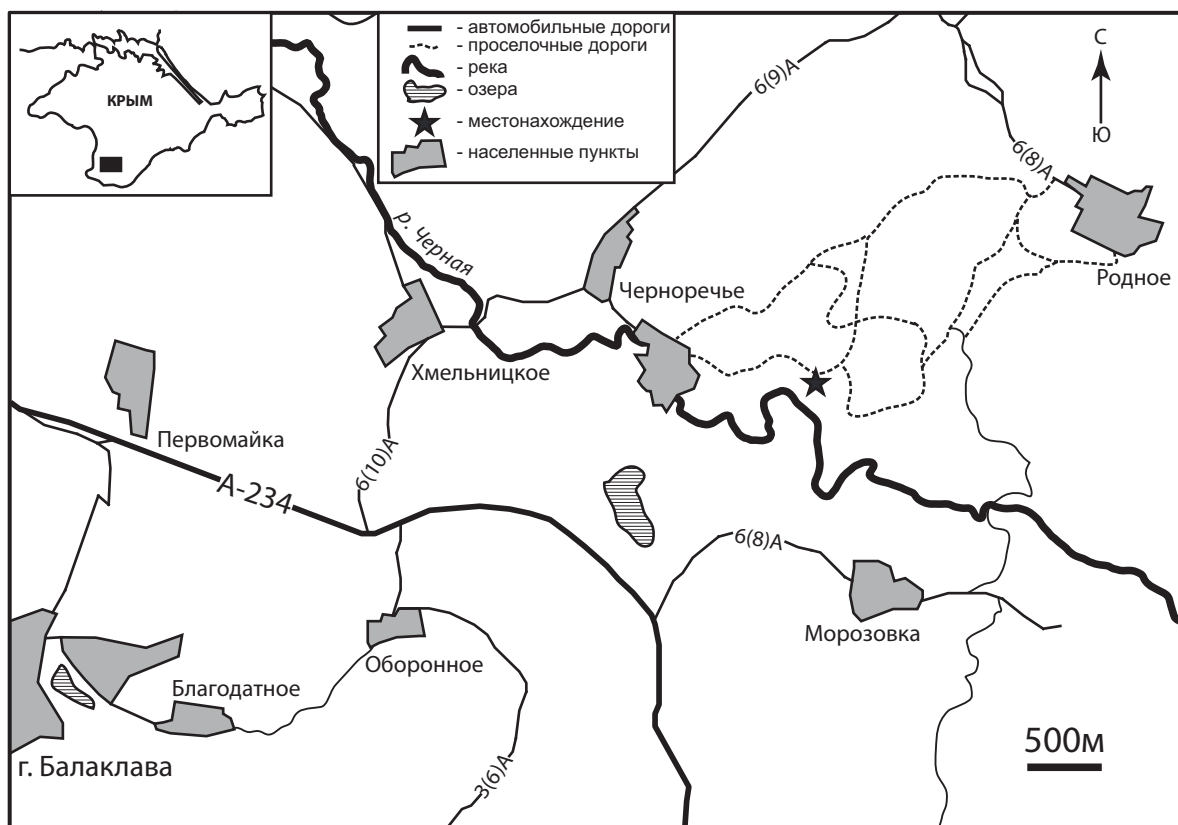 КРЫМ
- автомобильные дороги
- проселочные дороги
- река
- озера
- местонахождение
- населенные пункты
С
Ю
6(9)А
6(8)А
р. Черная
Родное
Черноречье
Хмельницкое
Первомайка
6(10)А
А-234
6(8)А
Морозовка
Оборонное
Благодатное
г. Балаклава
3(6)А
500м